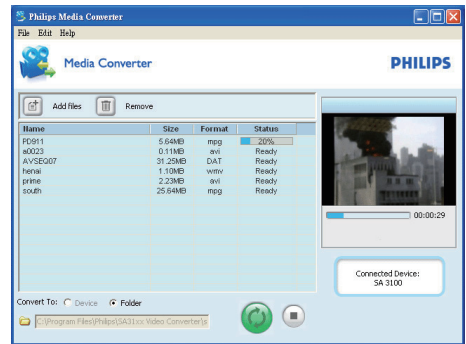 Philips Media Converter
File Edit Help
Media Converter
PHILIPS
Add files Remove
Name Size Format Status
PD911 5.64MB mpg 20%
a0023 0.11MB avi Ready
AVSEQ07 31.25MB DAT Ready
henai 1.10MB wmv Ready
prime 2.23MB avi Ready
south 25.64MB mpg Ready
00:00:29
Connected Device:
SA 3100
Convert To: Device Folder
C:\Program Files\Philips\SA31xx Video Converter\s